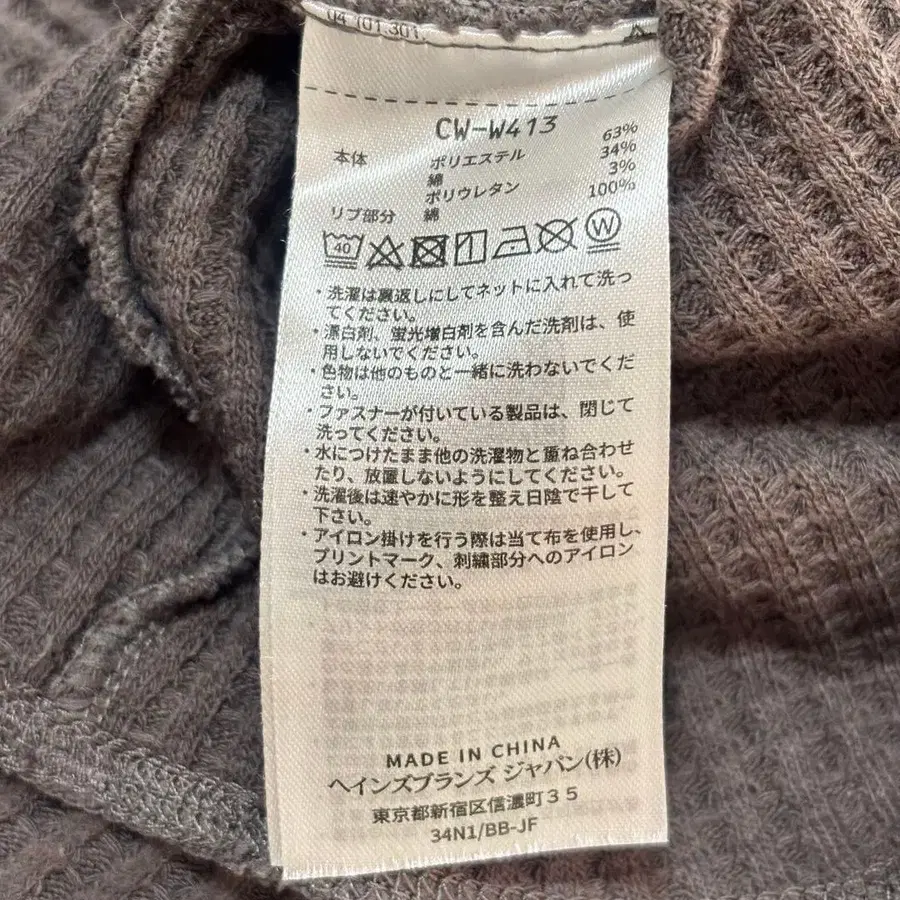 CW-W413
本体 ポリエステル 63%
綿 34%
ポリウレタン 3%
リブ部分 綿 100%
40 W
・洗濯は裏返しにしてネットに入れて洗っ
てください。
・漂白剤、蛍光増白剤を含んだ洗剤は、使
用しないでください。
・色物は他のものと一緒に洗わないでくだ
さい。
・ファスナーが付いている製品は、閉じて
洗ってください。
・水につけたまま他の洗濯物と重ね合わせ
たり、放置しないようにしてください。
・洗濯後は速やかに形を整え日陰で干して
下さい。
・アイロン掛けを行う際は当て布を使用し、
プリントマーク、刺繍部分へのアイロン
はお避けください。
MADE IN CHINA
ヘインズブランズ ジャパン(株)
東京都新宿区信濃町35
34N1/BB-JF